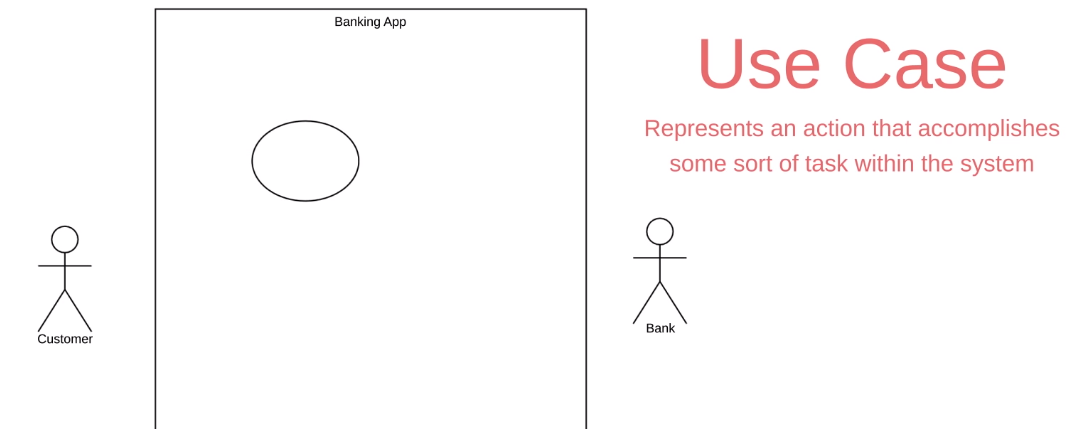 Banking App
Use Case
Represents an action that accomplishes
some sort of task within the system
Customer
Bank